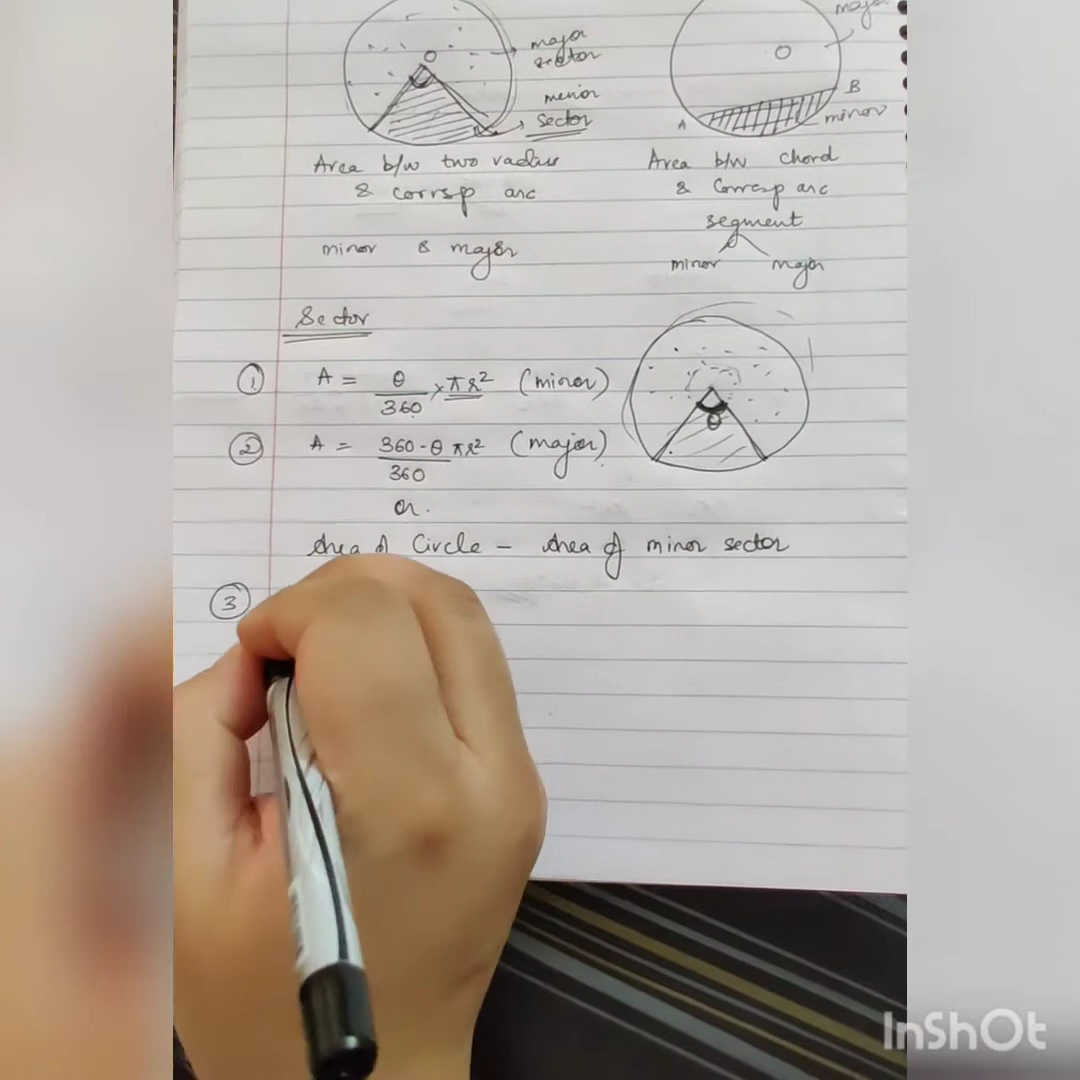 O
major
sector
menior
sector
Area b/w two radius
& corrsp arc
minor & major
O
B
A
minor
Area b/w chord
& Corresp arc
segment
minor major
Sector
① A = θ/360 × πr² (minor)
② A = 360-θ/360 πr² (major)
or.
θ
Area of Circle - Area of minor sector
③
InShOt